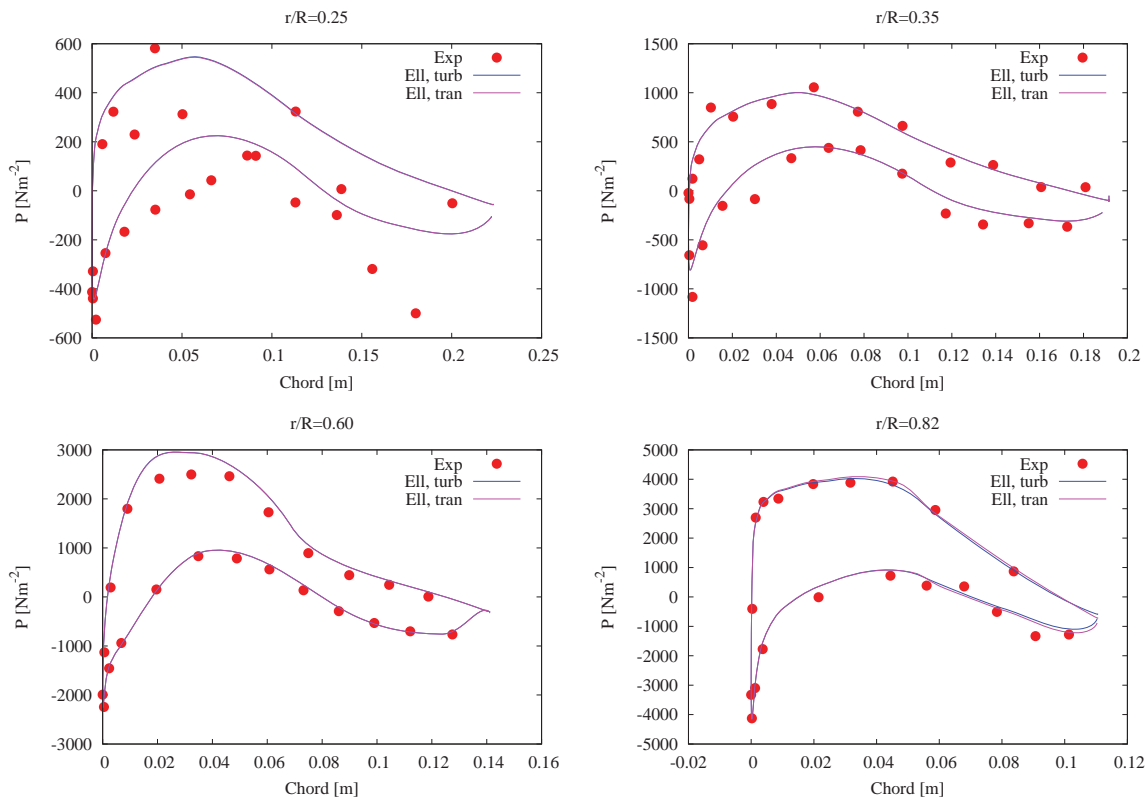 r/R=0.25
600
400
200
0
-200
-400
-600
P [Nm-2]
Exp
Ell, turb
Ell, tran
0 0.05 0.1 0.15 0.2 0.25
Chord [m]
r/R=0.35
1500
1000
500
0
-500
-1000
-1500
P [Nm-2]
Exp
Ell, turb
Ell, tran
0 0.02 0.04 0.06 0.08 0.1 0.12 0.14 0.16 0.18 0.2
Chord [m]
r/R=0.60
3000
2000
1000
0
-1000
-2000
-3000
P [Nm-2]
Exp
Ell, turb
Ell, tran
0 0.02 0.04 0.06 0.08 0.1 0.12 0.14 0.16
Chord [m]
r/R=0.82
5000
4000
3000
2000
1000
0
-1000
-2000
-3000
-4000
-5000
P [Nm-2]
Exp
Ell, turb
Ell, tran
-0.02 0 0.02 0.04 0.06 0.08 0.1 0.12
Chord [m]